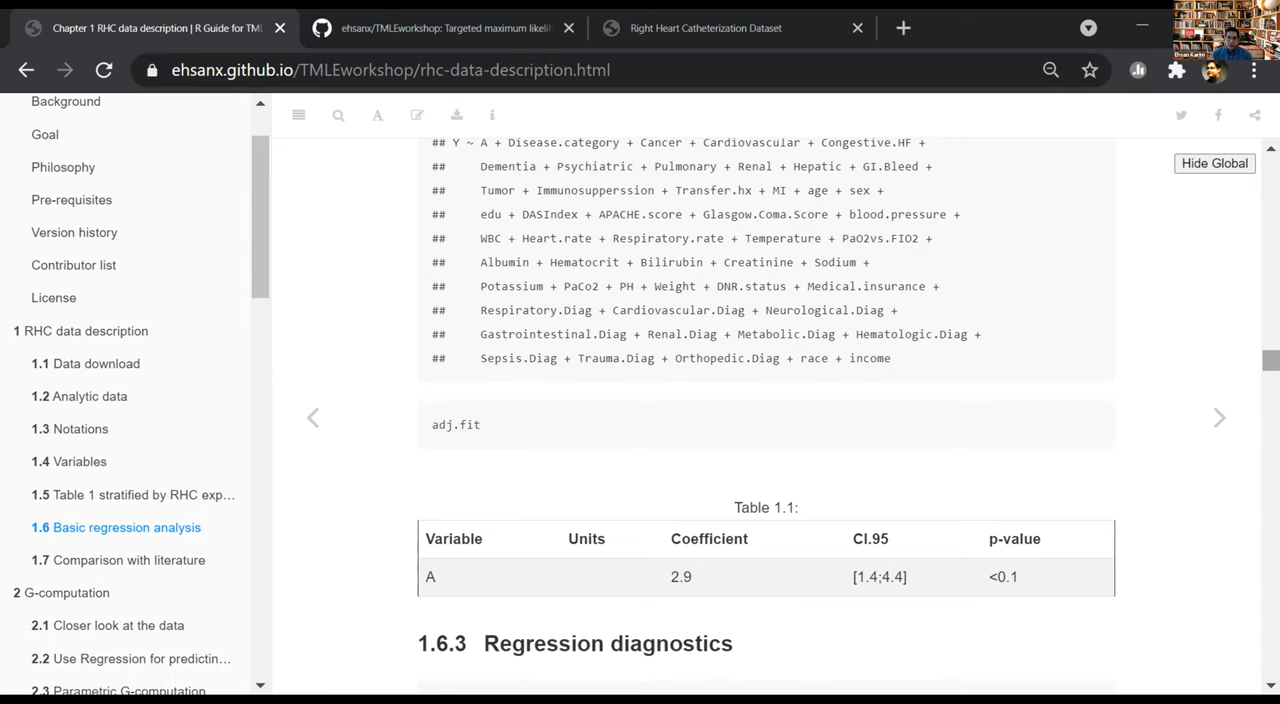 Chapter 1 RHC data description | R Guide for TML
ehsanx/TMLEworkshop: Targeted maximum likelih
Right Heart Catheterization Dataset
ehsanx.github.io/TMLEworkshop/rhc-data-description.html
Ehsan Karim
Background
Goal
Philosophy
Pre-requisites
Version history
Contributor list
License
1 RHC data description
1.1 Data download
1.2 Analytic data
1.3 Notations
1.4 Variables
1.5 Table 1 stratified by RHC exp…
1.6 Basic regression analysis
1.7 Comparison with literature
2 G-computation
2.1 Closer look at the data
2.2 Use Regression for predictin…
2.3 Parametric G-computation
Hide Global
## Y ~ A + Disease.category + Cancer + Cardiovascular + Congestive.HF +
## Dementia + Psychiatric + Pulmonary + Renal + Hepatic + GI.Bleed +
## Tumor + Immunosupperssion + Transfer.hx + MI + age + sex +
## edu + DASIndex + APACHE.score + Glasgow.Coma.Score + blood.pressure +
## WBC + Heart.rate + Respiratory.rate + Temperature + PaO2vs.FIO2 +
## Albumin + Hematocrit + Bilirubin + Creatinine + Sodium +
## Potassium + PaCo2 + PH + Weight + DNR.status + Medical.insurance +
## Respiratory.Diag + Cardiovascular.Diag + Neurological.Diag +
## Gastrointestinal.Diag + Renal.Diag + Metabolic.Diag + Hematologic.Diag +
## Sepsis.Diag + Trauma.Diag + Orthopedic.Diag + race + income
adj.fit
Table 1.1:
Variable Units Coefficient CI.95 p-value
A 2.9 [1.4;4.4] <0.1
1.6.3 Regression diagnostics